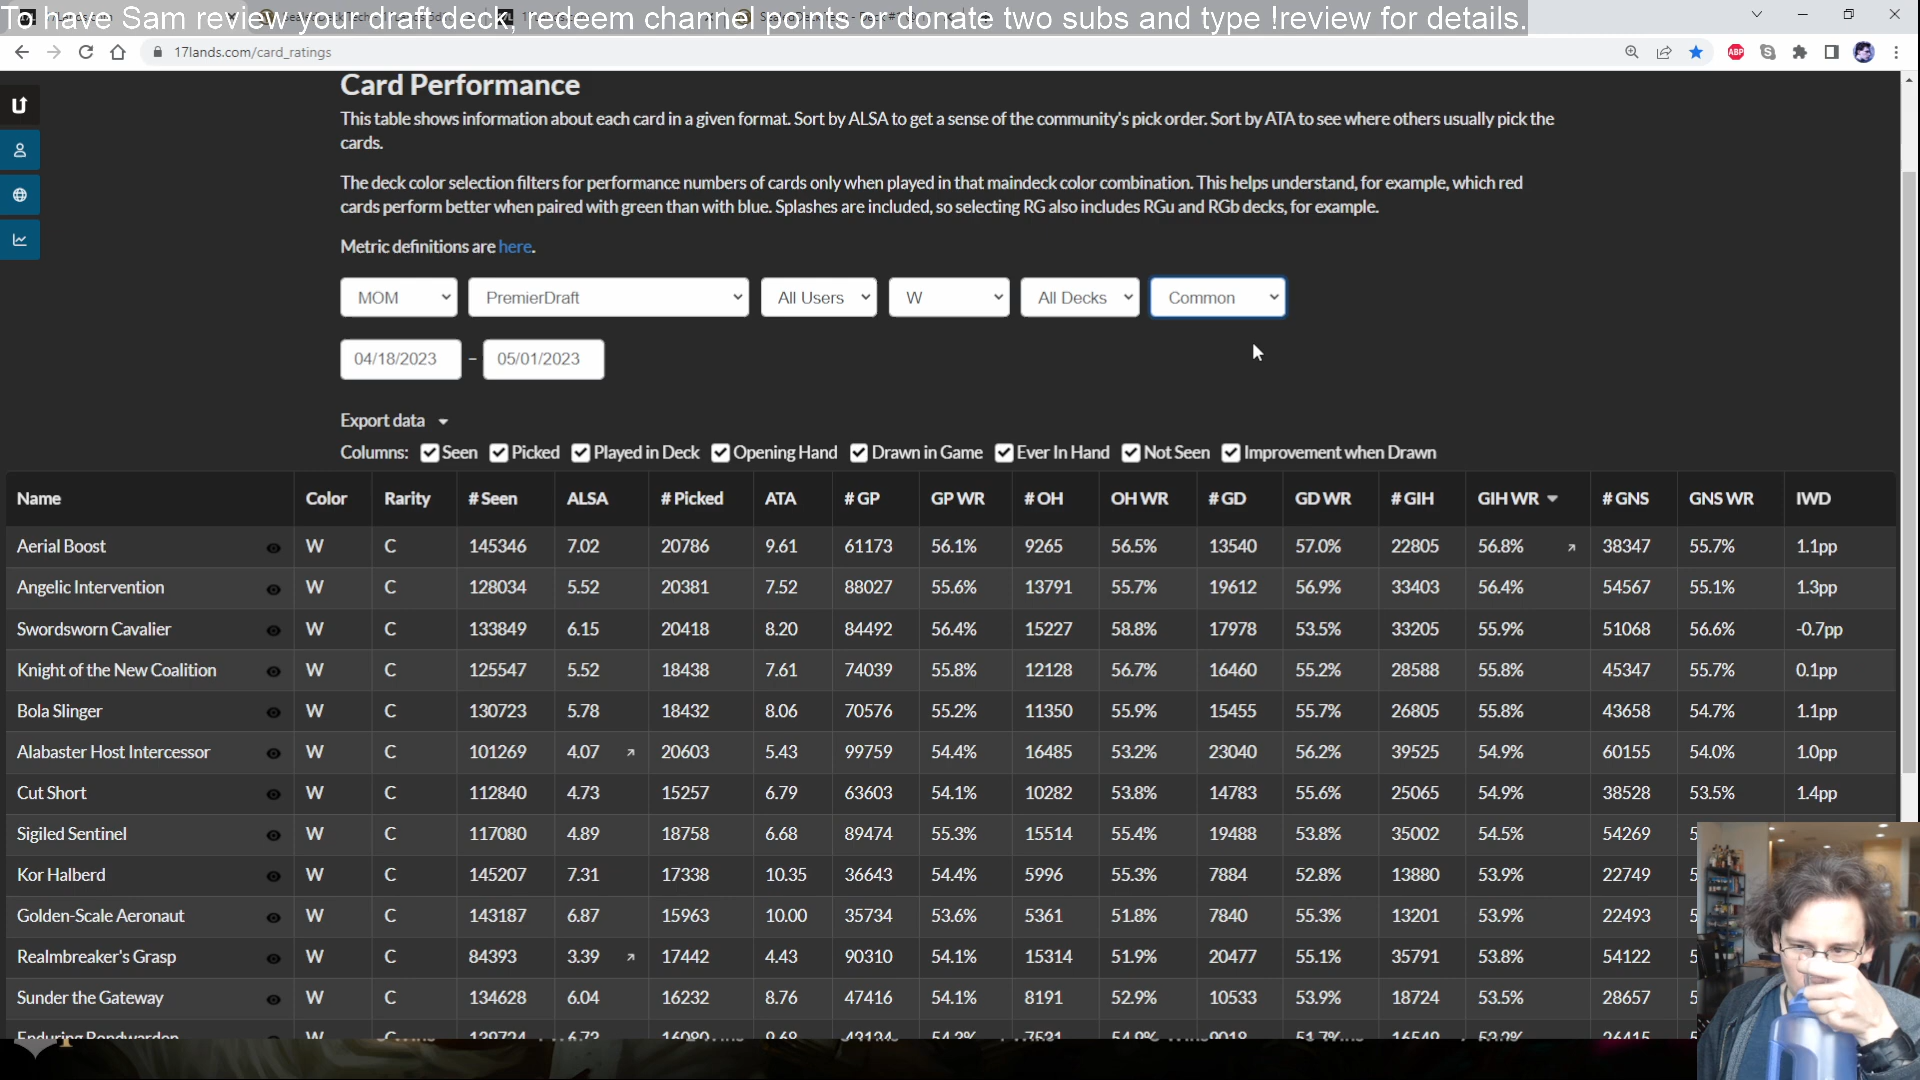 To have Sam review your draft deck, redeem channel points or donate two subs and type !review for details.
17lands.com/card_ratings
ABP
Card Performance
This table shows information about each card in a given format. Sort by ALSA to get a sense of the community's pick order. Sort by ATA to see where others usually pick the
cards.
The deck color selection filters for performance numbers of cards only when played in that maindeck color combination. This helps understand, for example, which red
cards perform better when paired with green than with blue. Splashes are included, so selecting RG also includes RGu and RGb decks, for example.
Metric definitions are here.
MOM PremierDraft All Users W All Decks Common
04/18/2023 – 05/01/2023
Export data
Columns: Seen Picked Played in Deck Opening Hand Drawn in Game Ever In Hand Not Seen Improvement when Drawn
Name Color Rarity # Seen ALSA # Picked ATA # GP GP WR # OH OH WR # GD GD WR # GIH GIH WR # GNS GNS WR IWD
Aerial Boost W C 145346 7.02 20786 9.61 61173 56.1% 9265 56.5% 13540 57.0% 22805 56.8% 38347 55.7% 1.1pp
Angelic Intervention W C 128034 5.52 20381 7.52 88027 55.6% 13791 55.7% 19612 56.9% 33403 56.4% 54567 55.1% 1.3pp
Swordsworn Cavalier W C 133849 6.15 20418 8.20 84492 56.4% 15227 58.8% 17978 53.5% 33205 55.9% 51068 56.6% -0.7pp
Knight of the New Coalition W C 125547 5.52 18438 7.61 74039 55.8% 12128 56.7% 16460 55.2% 28588 55.8% 45347 55.7% 0.1pp
Bola Slinger W C 130723 5.78 18432 8.06 70576 55.2% 11350 55.9% 15455 55.7% 26805 55.8% 43658 54.7% 1.1pp
Alabaster Host Intercessor W C 101269 4.07 20603 5.43 99759 54.4% 16485 53.2% 23040 56.2% 39525 54.9% 60155 54.0% 1.0pp
Cut Short W C 112840 4.73 15257 6.79 63603 54.1% 10282 53.8% 14783 55.6% 25065 54.9% 38528 53.5% 1.4pp
Sigiled Sentinel W C 117080 4.89 18758 6.68 89474 55.3% 15514 55.4% 19488 53.8% 35002 54.5% 54269 5
Kor Halberd W C 145207 7.31 17338 10.35 36643 54.4% 5996 55.3% 7884 52.8% 13880 53.9% 22749 5
Golden-Scale Aeronaut W C 143187 6.87 15963 10.00 35734 53.6% 5361 51.8% 7840 55.3% 13201 53.9% 22493 5
Realmbreaker's Grasp W C 84393 3.39 17442 4.43 90310 54.1% 15314 51.9% 20477 55.1% 35791 53.8% 54122 5
Sunder the Gateway W C 134628 6.04 16232 8.76 47416 54.1% 8191 52.9% 10533 53.9% 18724 53.5% 28657 5